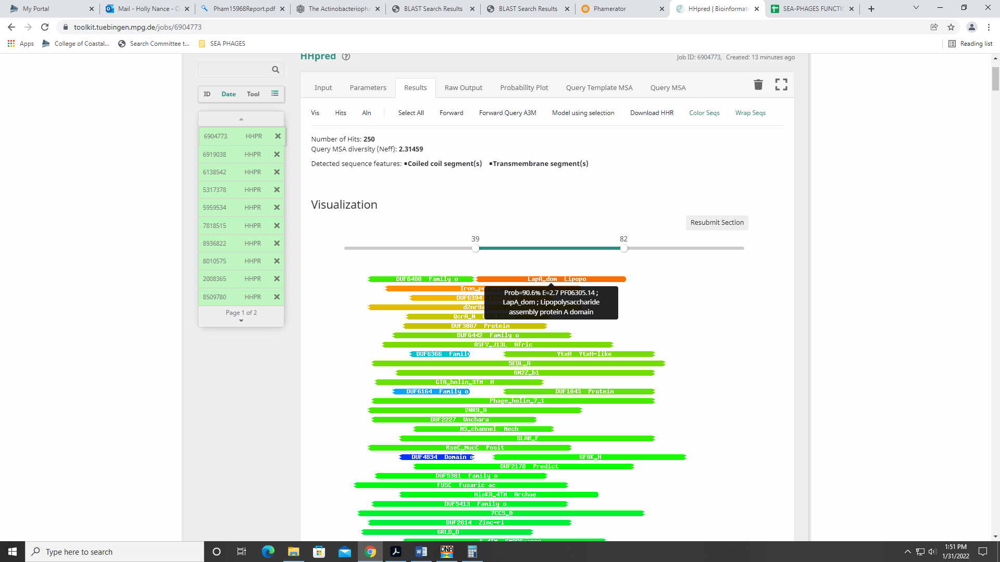 My Portal
Mail - Holly Nance - O
Pham15968Report.pdf
The Actinobacteriopha
BLAST Search Results
BLAST Search Results
Phamerator
HHpred | Bioinformati
SEA-PHAGES FUNCTIO
toolkit.tuebingen.mpg.de/jobs/6904773
Apps
College of Coastal...
Search Committee t...
SEA PHAGES
Reading list
HHpred
Job ID: 6904773, Created: 13 minutes ago
ID Date Tool
Input Parameters Results Raw Output Probability Plot Query Template MSA Query MSA
Vis Hits Aln Select All Forward Forward Query A3M Model using selection Download HHR Color Seqs Wrap Seqs
6904773 HHPR
6919038 HHPR
6138542 HHPR
5317378 HHPR
5959534 HHPR
7818515 HHPR
8936822 HHPR
8010575 HHPR
2008365 HHPR
8509780 HHPR
Page 1 of 2
Number of Hits: 250
Query MSA diversity (Neff): 2.31459
Detected sequence features: Coiled coil segment(s) Transmembrane segment(s)
Visualization
Resubmit Section
39 82
DUF6480 Family o
LapA_dom Lipopo
Prob=90.6% E=2.7 PF06305.14 ;
LapA_dom ; Lipopolysaccharide
assembly protein A domain
DUF6394
QcrA_N
DUF3087 Protein
DUF6442 Family o
ASFV_J13L Afric
DUF6366 Famil
YtxH YtxH-like
5EDL_A
6N2Z_b1
GTA_holin_3TM H
DUF6164 Family o
DUF1043 Protein
Phage_holin_7_1
2NR9_A
DUF2227 Unchara
MS_channel Mech
6LAR_F
RseC_MucC Posit
DUF4834 Domain o
6F0K_H
DUF2178 Predict
DUF5381 Family o
FUSC Fusaric ac
HisKA_4TM Archae
DUF5413 Family o
7CCS_B
DUF2614 Zinc-ri
6RLD_D
Type here to search
1:51 PM
1/31/2022